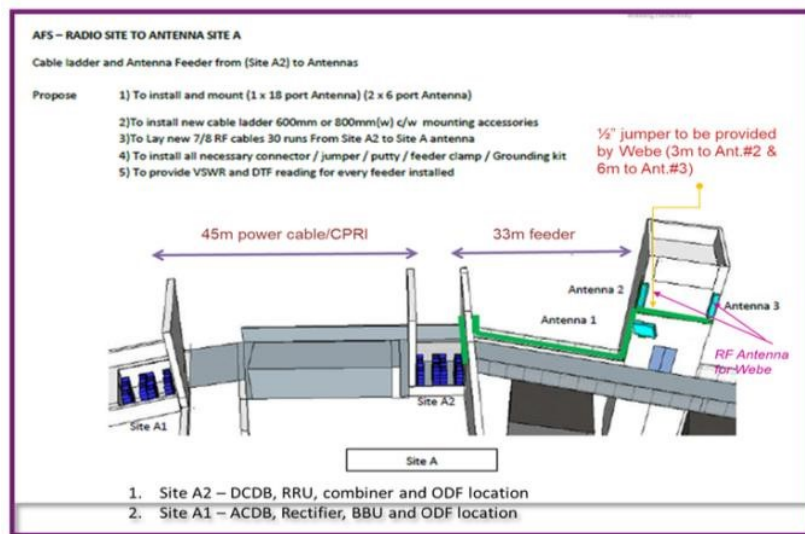 AFS – RADIO SITE TO ANTENNA SITE A
Cable ladder and Antenna Feeder from (Site A2) to Antennas
Propose 1) To install and mount (1 x 18 port Antenna) (2 x 6 port Antenna)
2)To install new cable ladder 600mm or 800mm(w) c/w mounting accessories
3)To Lay new 7/8 RF cables 30 runs From Site A2 to Site A antenna
4) To install all necessary connector / jumper / putty / feeder clamp / Grounding kit
5) To provide VSWR and DTF reading for every feeder installed
½" jumper to be provided
by Webe (3m to Ant.#2 &
6m to Ant.#3)
45m power cable/CPRI
33m feeder
Antenna 2
Antenna 3
Antenna 1
RF Antenna
for Webe
Site A2
Site A1
Site A
1. Site A2 – DCDB, RRU, combiner and ODF location
2. Site A1 – ACDB, Rectifier, BBU and ODF location